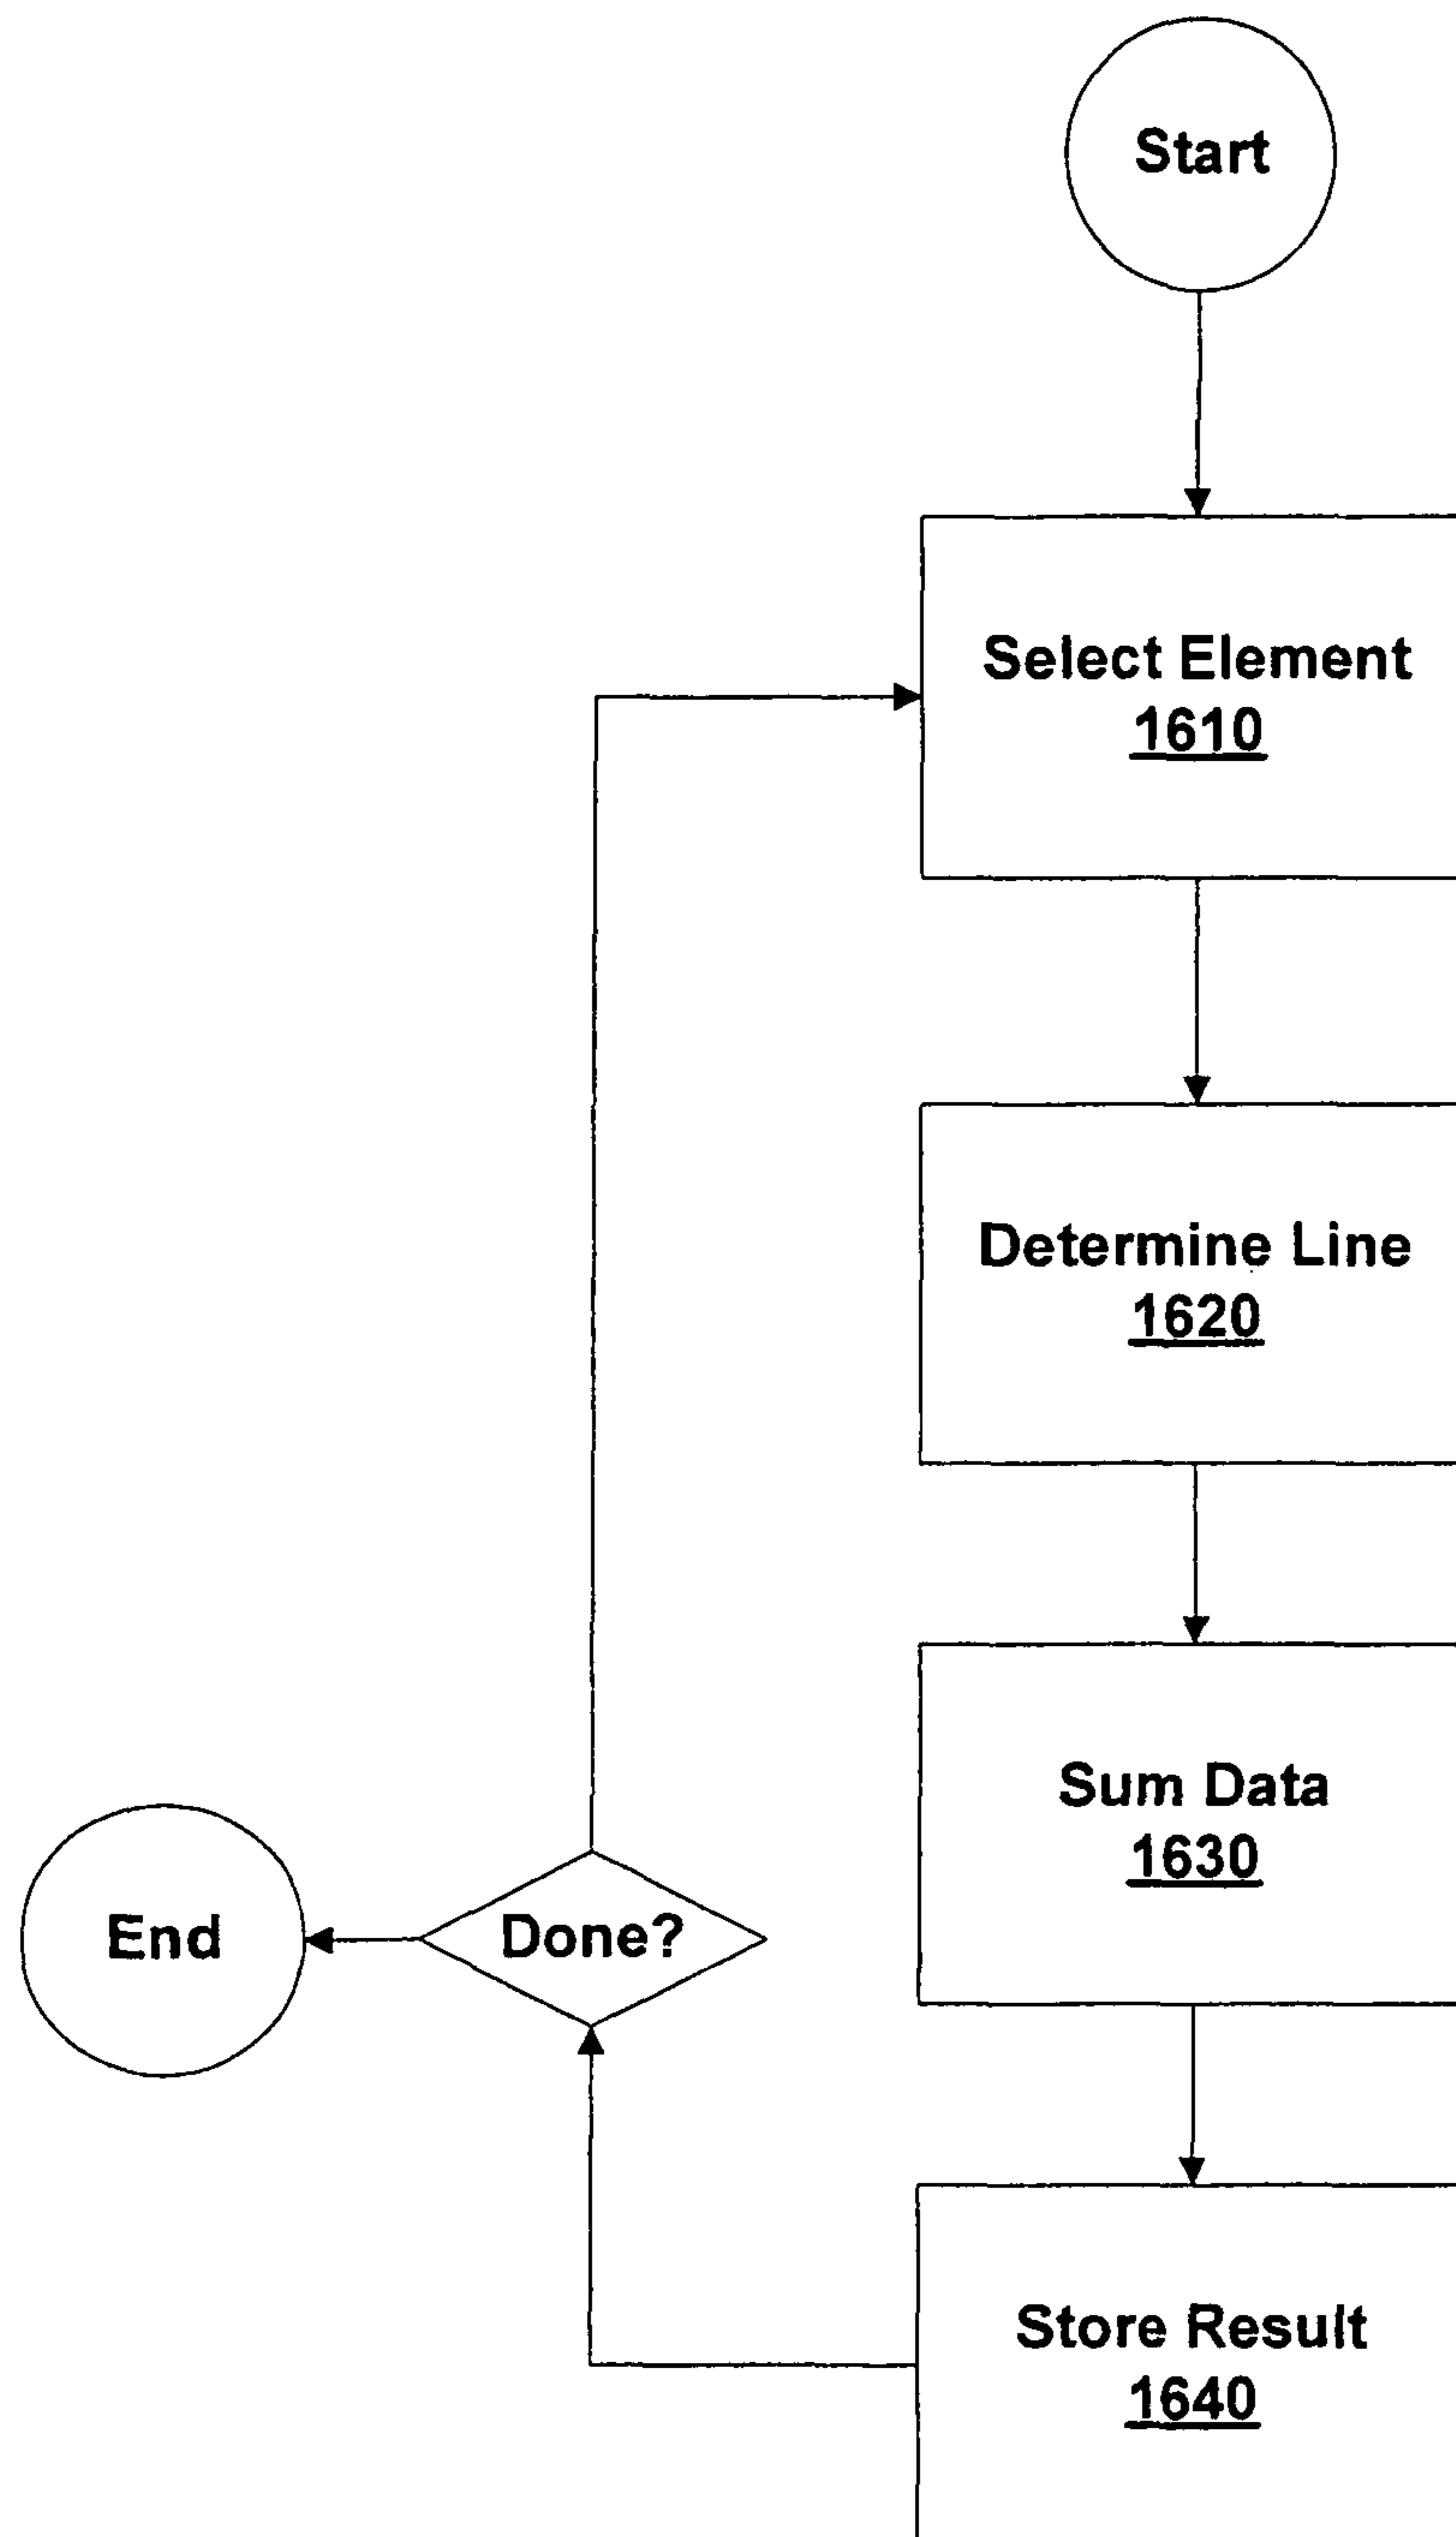 Start
Select Element
1610
Determine Line
1620
Sum Data
1630
Store Result
1640
Done?
End